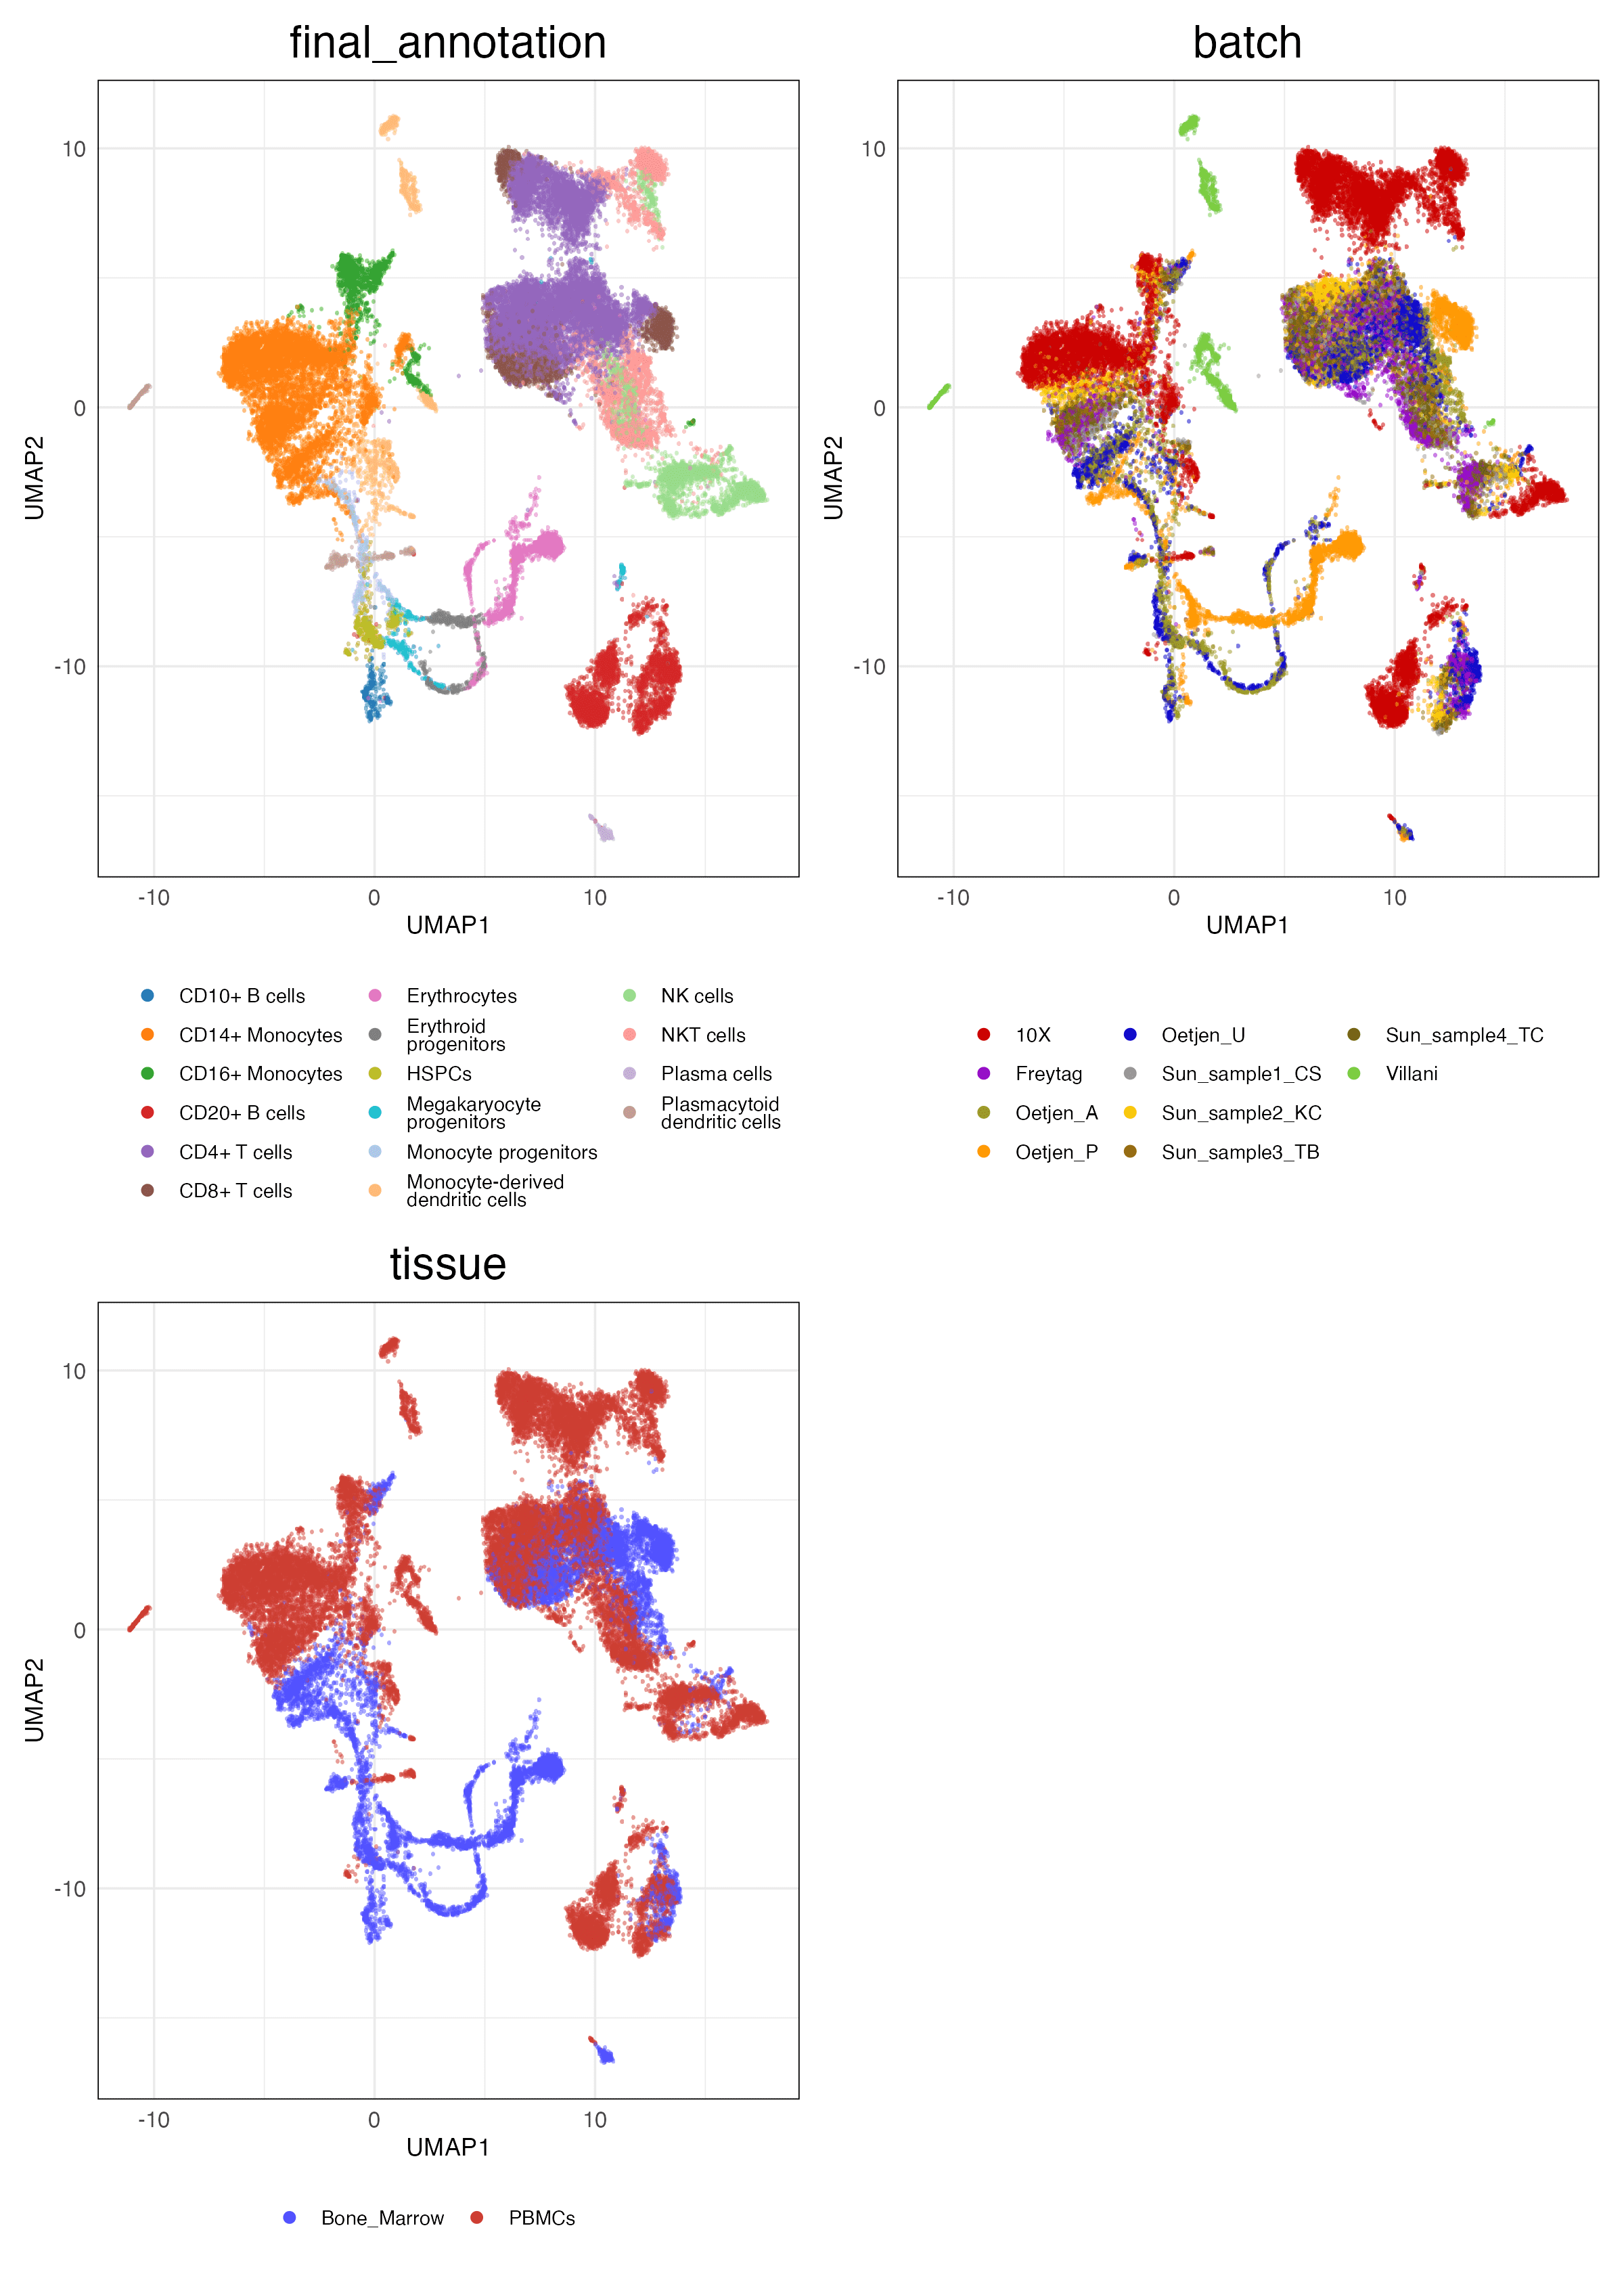 final_annotation
batch
10
0
-10
UMAP2
-10
0
10
UMAP1
10
0
-10
UMAP2
-10
0
10
UMAP1
CD10+ B cells
CD14+ Monocytes
CD16+ Monocytes
CD20+ B cells
CD4+ T cells
CD8+ T cells
Erythrocytes
Erythroid
progenitors
HSPCs
Megakaryocyte
progenitors
Monocyte progenitors
Monocyte-derived
dendritic cells
NK cells
NKT cells
Plasma cells
Plasmacytoid
dendritic cells
10X
Freytag
Oetjen_A
Oetjen_P
Oetjen_U
Sun_sample1_CS
Sun_sample2_KC
Sun_sample3_TB
Sun_sample4_TC
Villani
tissue
10
0
-10
UMAP2
-10
0
10
UMAP1
Bone_Marrow
PBMCs